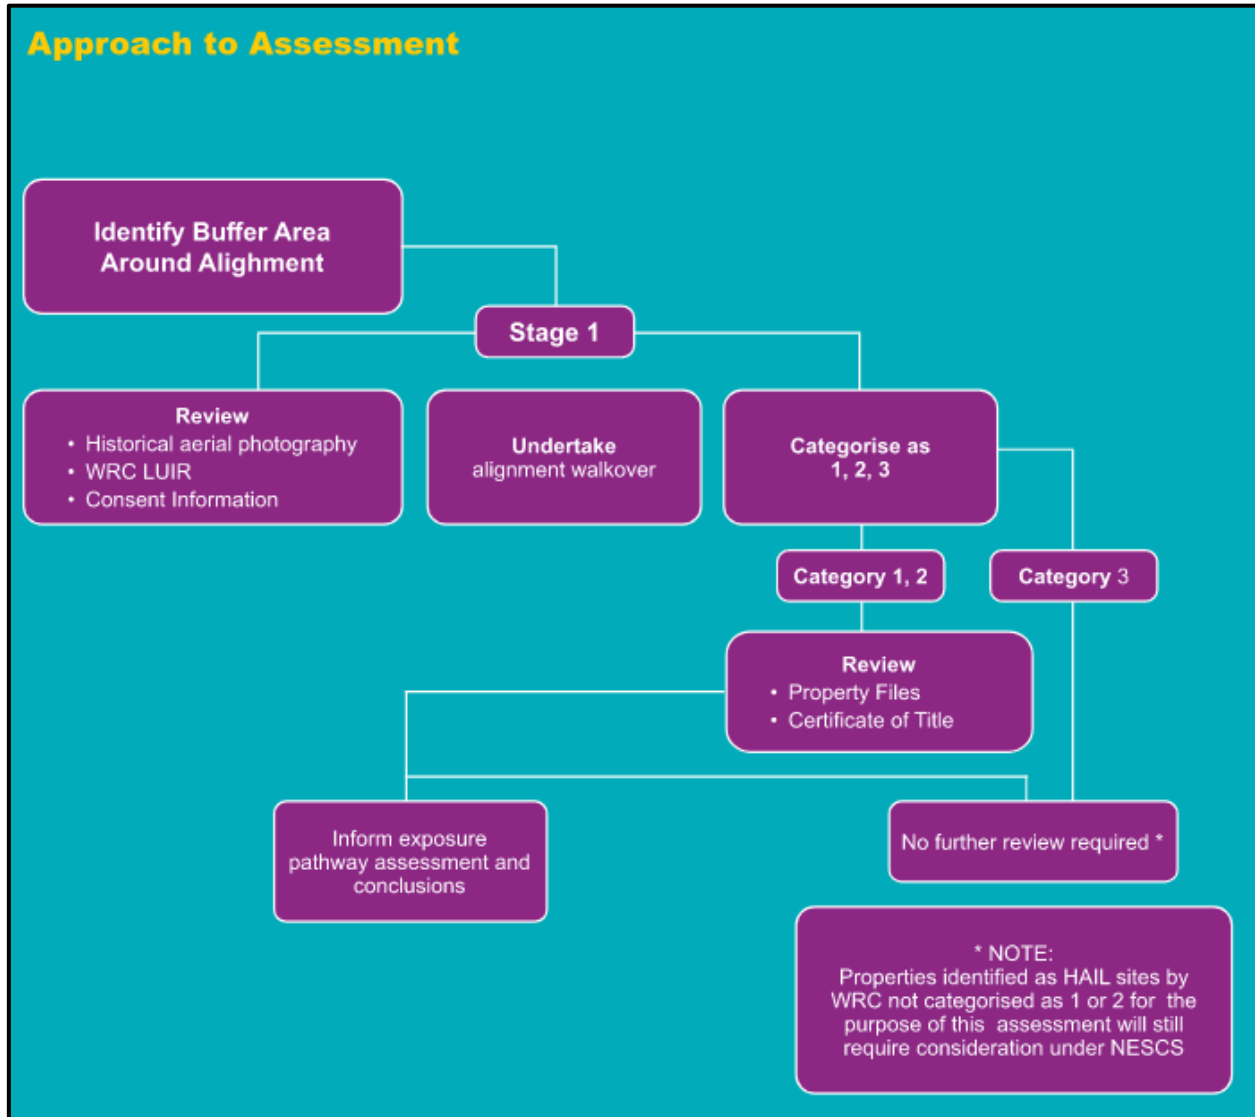 Approach to Assessment
Identify Buffer Area
Around Alighment
Stage 1
Review
• Historical aerial photography
• WRC LUIR
• Consent Information
Undertake
alignment walkover
Categorise as
1, 2, 3
Category 1, 2
Category 3
Review
• Property Files
• Certificate of Title
Inform exposure
pathway assessment and
conclusions
No further review required *
* NOTE:
Properties identified as HAIL sites by
WRC not categorised as 1 or 2 for the
purpose of this assessment will still
require consideration under NESCS